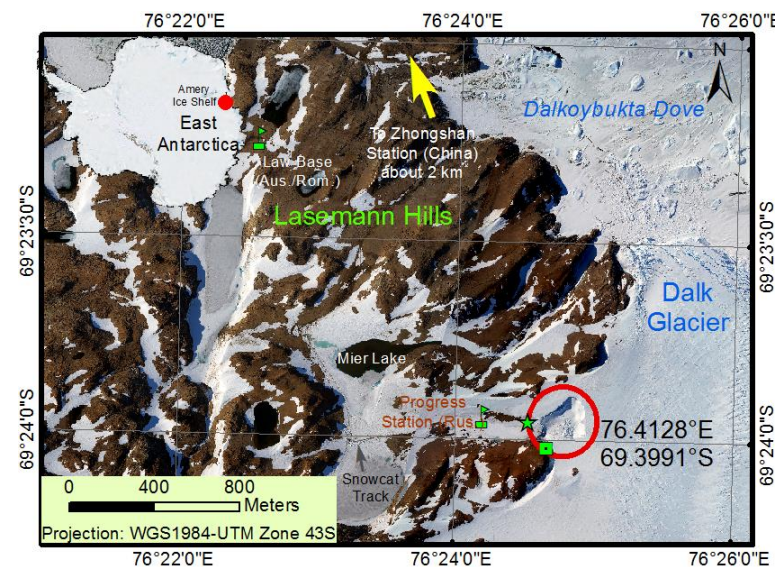 76°22'0"E 76°24'0"E 76°26'0"E
N
Amery
Ice Shelf
East
Antarctica
Dalkoybukta Dove
To Zhongshan
Station (China)
about 2 km
Law Base
(Aus./Rom.)
Lasemann Hills
69°23'30"S
69°23'30"S
Dalk
Glacier
Mier Lake
Progress
Station (Rus.
76.4128°E
69.3991°S
69°24'0"S
69°24'0"S
Snowcat
Track
0 400 800
Meters
Projection: WGS1984-UTM Zone 43S
76°22'0"E 76°24'0"E 76°26'0"E